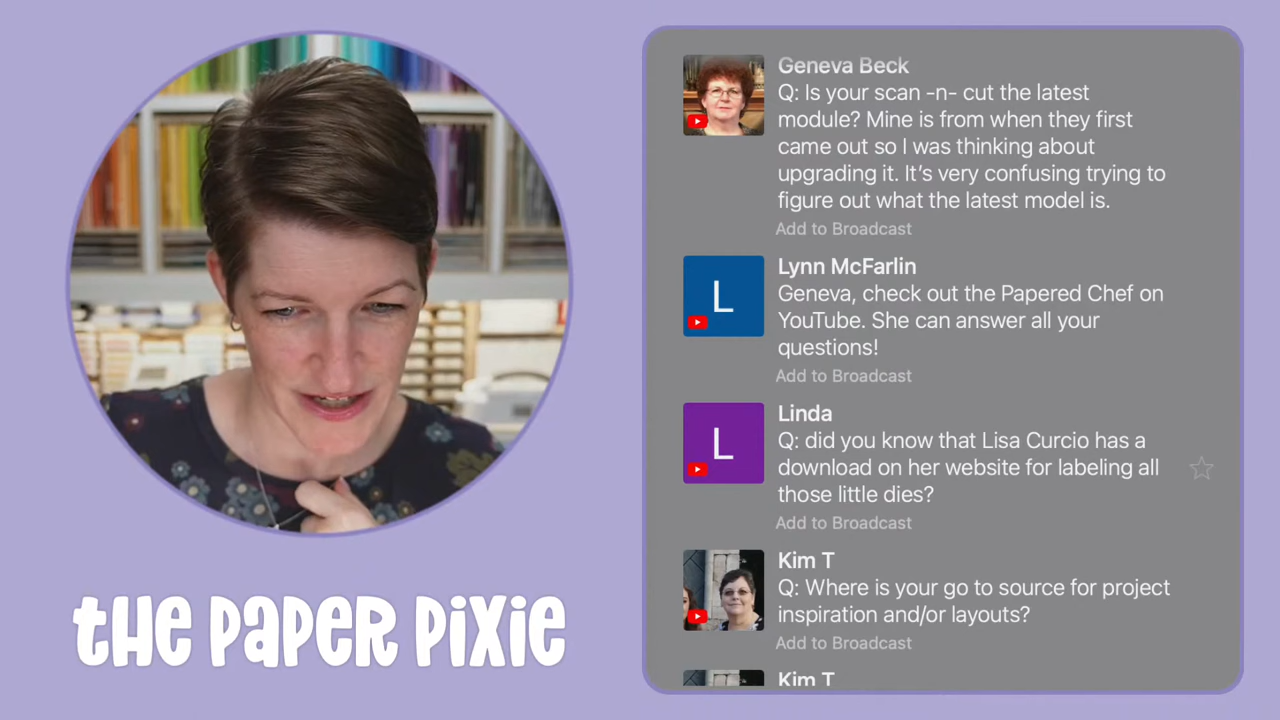 Geneva Beck
Q: Is your scan -n- cut the latest
module? Mine is from when they first
came out so I was thinking about
upgrading it. It's very confusing trying to
figure out what the latest model is.
Add to Broadcast
L
Lynn McFarlin
Geneva, check out the Papered Chef on
YouTube. She can answer all your
questions!
Add to Broadcast
L
Linda
Q: did you know that Lisa Curcio has a
download on her website for labeling all
those little dies?
Add to Broadcast
Kim T
Q: Where is your go to source for project
inspiration and/or layouts?
Add to Broadcast
Kim T
the PAPER PiXiE